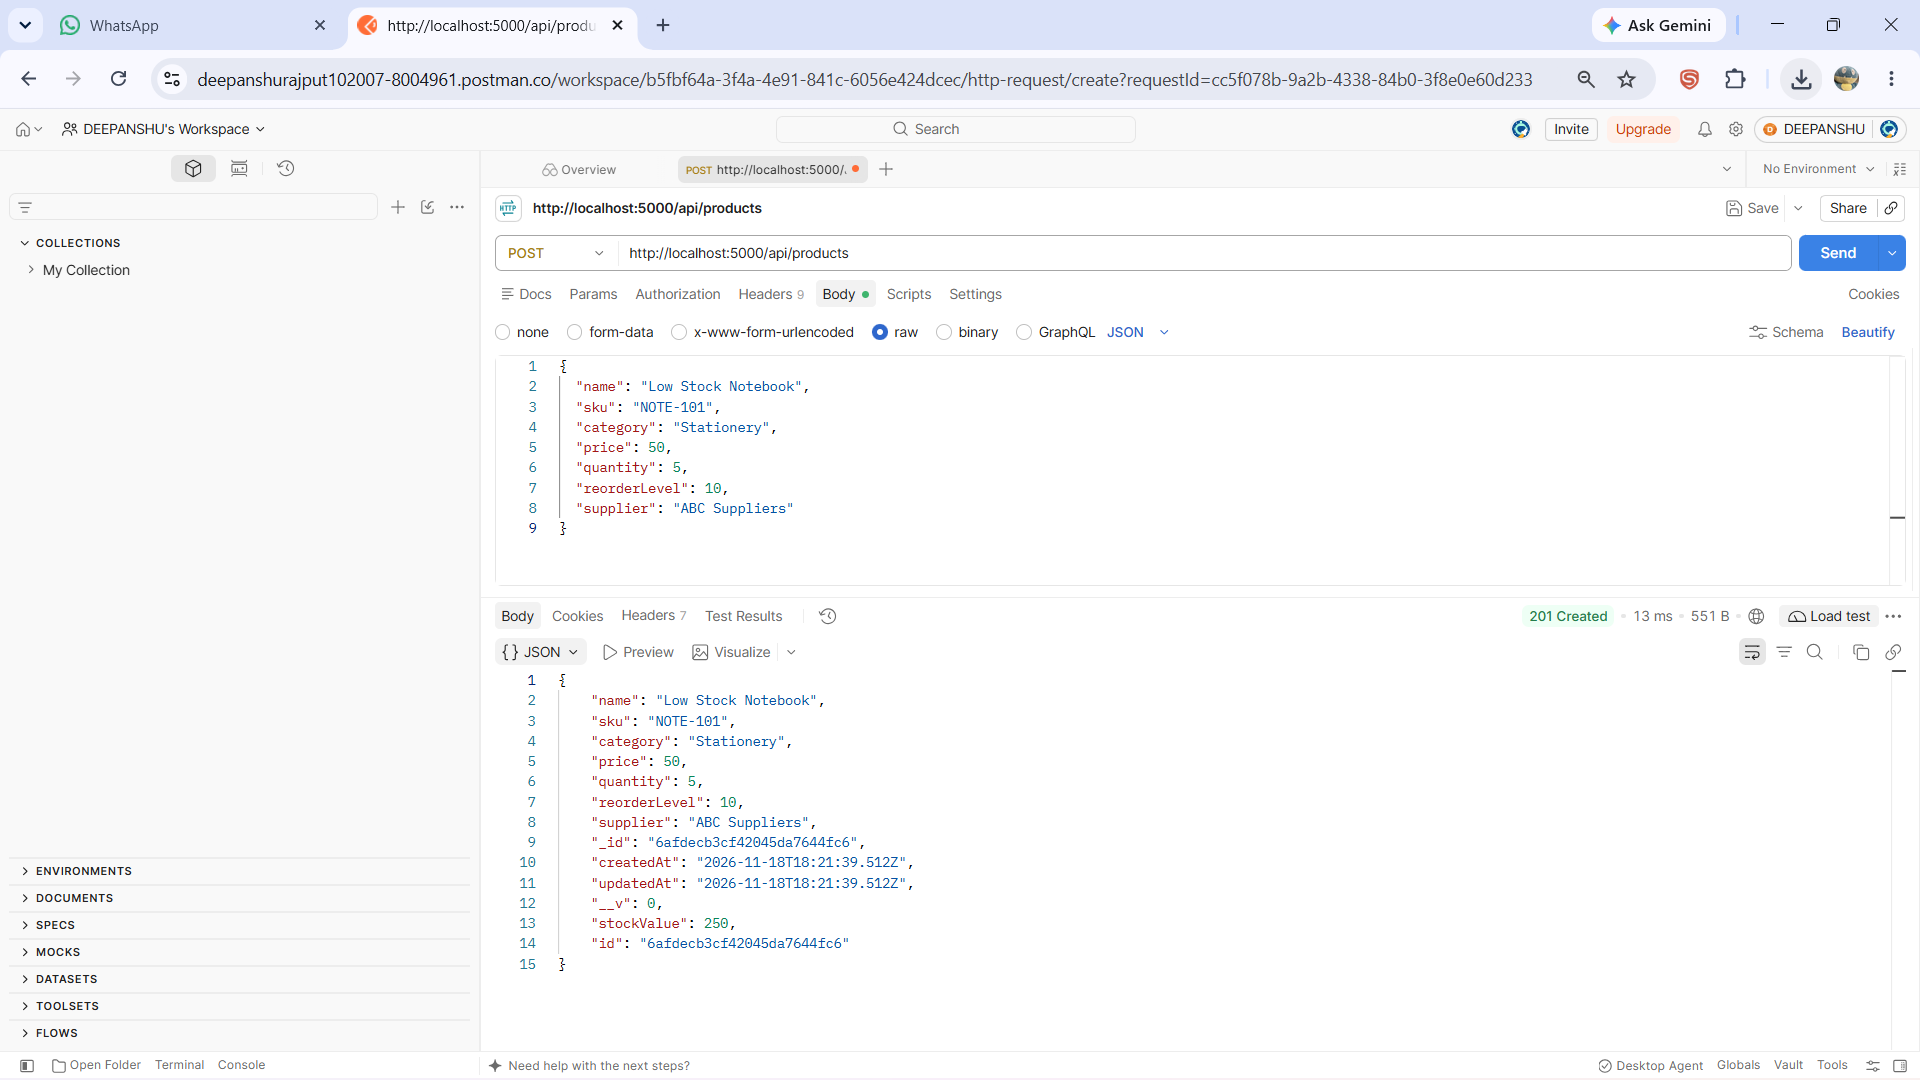 WhatsApp
http://localhost:5000/api/produ
Ask Gemini
deepanshurajput102007-8004961.postman.co/workspace/b5fbf64a-3f4a-4e91-841c-6056e424dcec/http-request/create?requestId=cc5f078b-9a2b-4338-84b0-3f8e0e60d233
DEEPANSHU's Workspace
Search
Invite
Upgrade
DEEPANSHU
Overview
POST http://localhost:5000/.
No Environment
HTTP http://localhost:5000/api/products
Save
Share
COLLECTIONS
My Collection
POST
http://localhost:5000/api/products
Send
Docs Params Authorization Headers 9 Body Scripts Settings
Cookies
none form-data x-www-form-urlencoded raw binary GraphQL JSON
Schema Beautify
1 {
2 "name": "Low Stock Notebook",
3 "sku": "NOTE-101",
4 "category": "Stationery",
5 "price": 50,
6 "quantity": 5,
7 "reorderLevel": 10,
8 "supplier": "ABC Suppliers"
9 }
Body Cookies Headers 7 Test Results
201 Created 13 ms 551 B Load test
{} JSON Preview Visualize
1 {
2 "name": "Low Stock Notebook",
3 "sku": "NOTE-101",
4 "category": "Stationery",
5 "price": 50,
6 "quantity": 5,
7 "reorderLevel": 10,
8 "supplier": "ABC Suppliers",
9 "_id": "6afdecb3cf42045da7644fc6",
10 "createdAt": "2026-11-18T18:21:39.512Z",
11 "updatedAt": "2026-11-18T18:21:39.512Z",
12 "__v": 0,
13 "stockValue": 250,
14 "id": "6afdecb3cf42045da7644fc6"
15 }
ENVIRONMENTS
DOCUMENTS
SPECS
MOCKS
DATASETS
TOOLSETS
FLOWS
Open Folder Terminal Console
Need help with the next steps?
Desktop Agent Globals Vault Tools